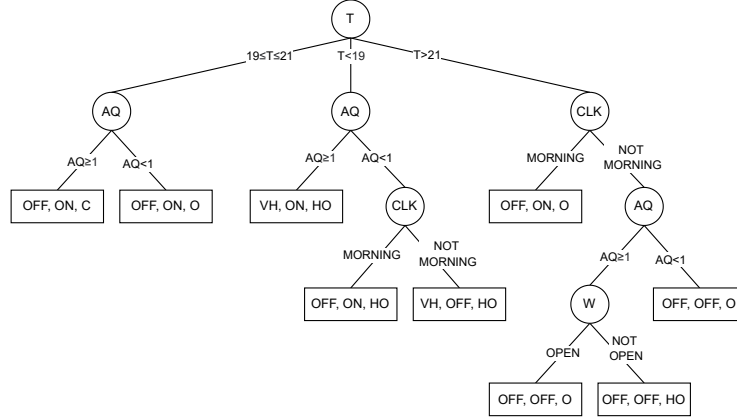 T
19≤T≤21
T<19
T>21
AQ
AQ
CLK
AQ≥1
AQ<1
AQ≥1
AQ<1
MORNING
NOT
MORNING
OFF, ON, C
OFF, ON, O
VH, ON, HO
CLK
OFF, ON, O
AQ
MORNING
NOT
MORNING
AQ≥1
AQ<1
OFF, ON, HO
VH, OFF, HO
W
OFF, OFF, O
OPEN
NOT
OPEN
OFF, OFF, O
OFF, OFF, HO